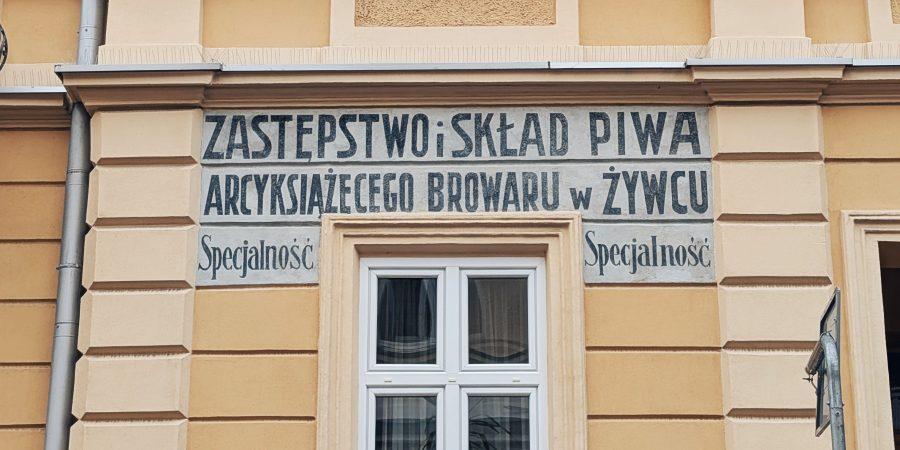 ZASTĘPSTWO i SKŁAD PIWA
ARCYKSIĄŻĘCEGO BROWARU w ŻYWCU
Specjalność Specjalność